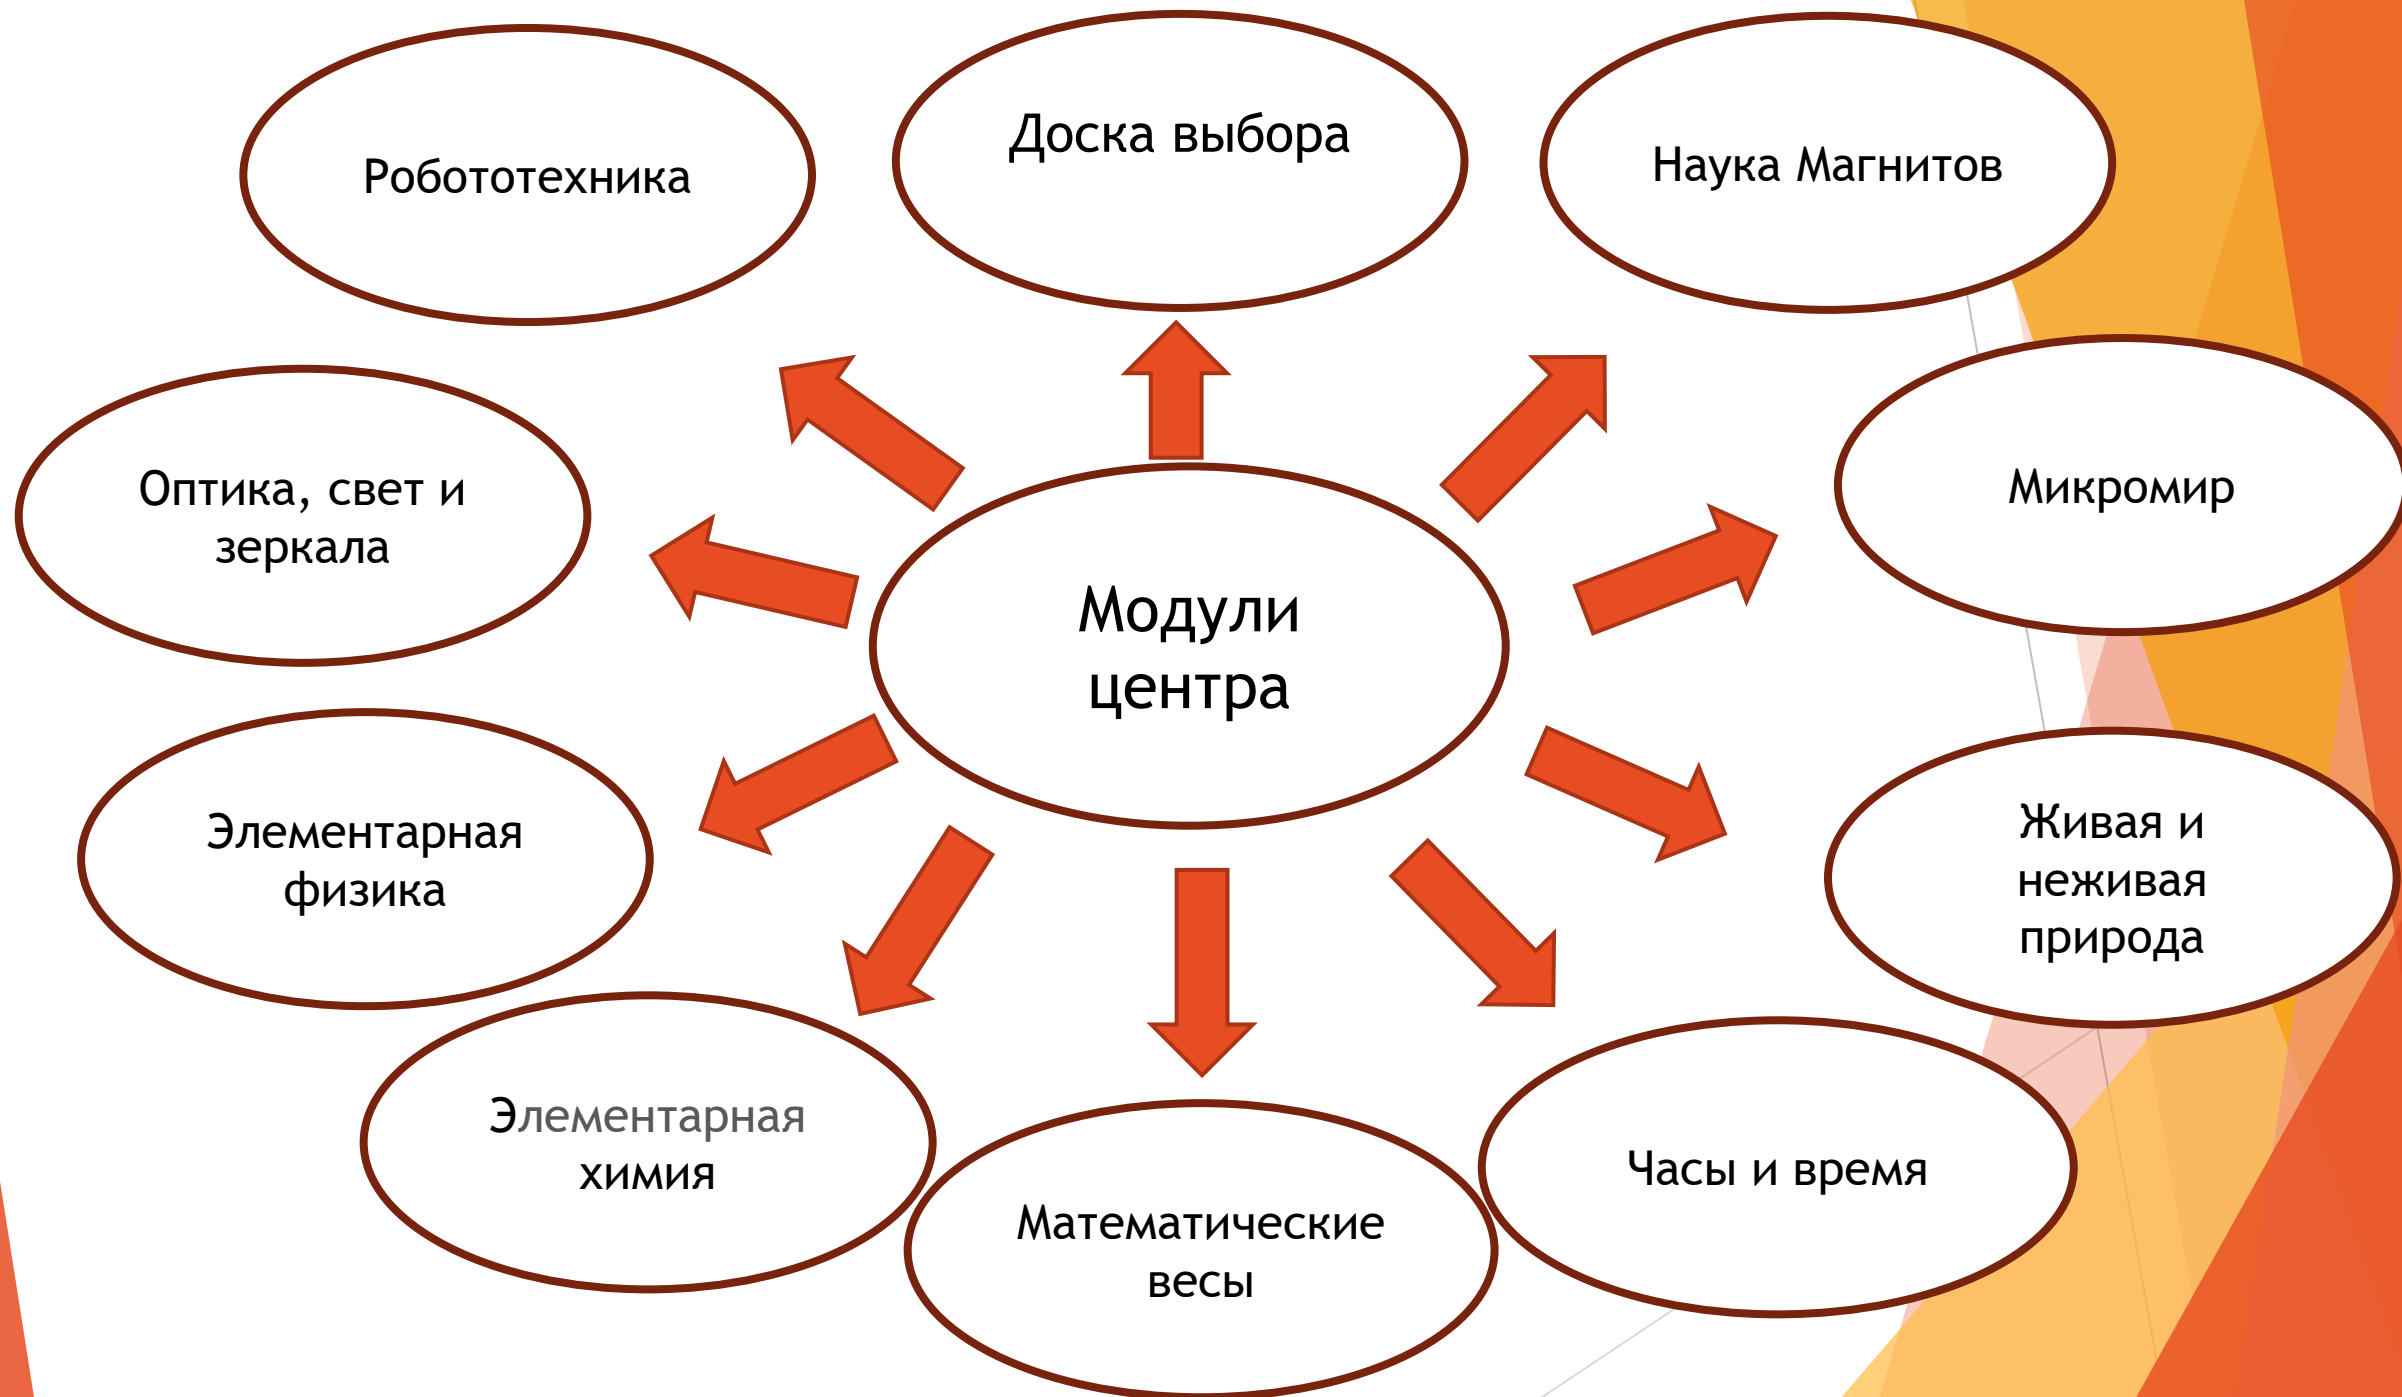 Робототехника
Доска выбора
Наука Магнитов
Оптика, свет и
зеркала
Микромир
Модули
центра
Элементарная
физика
Живая и
неживая
природа
Элементарная
химия
Математические
весы
Часы и время